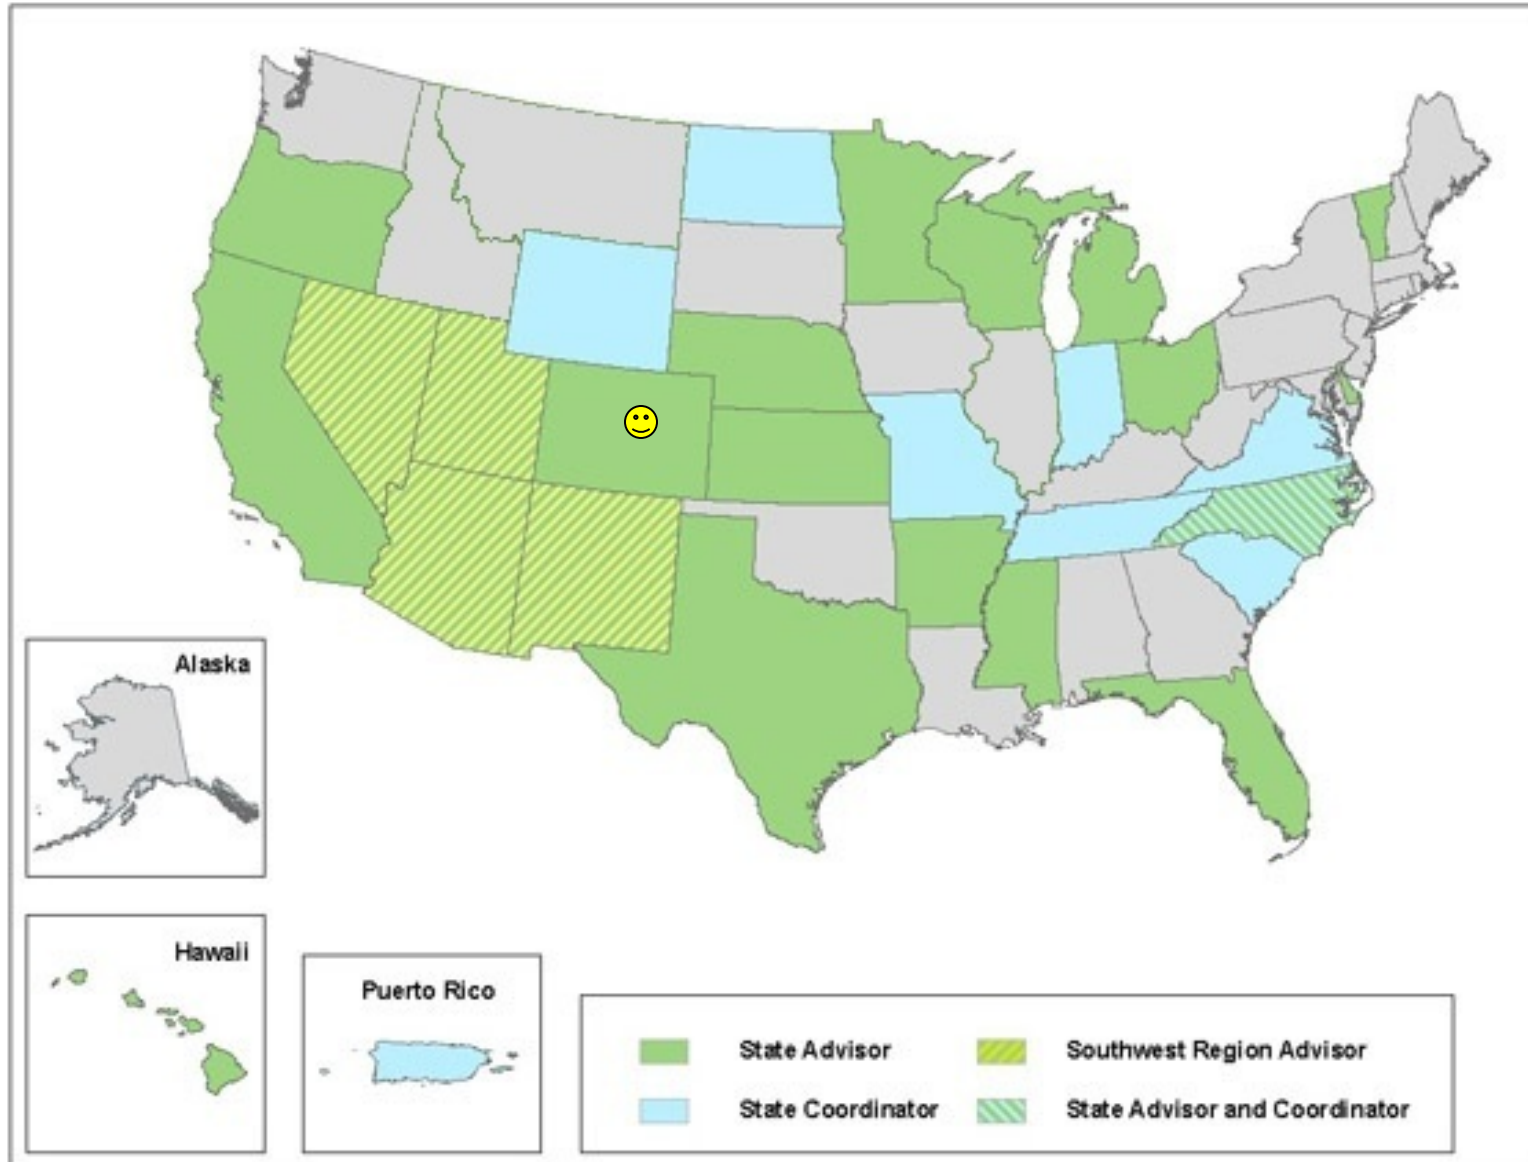 Alaska
Hawaii
Puerto Rico
State Advisor
Southwest Region Advisor
State Coordinator
State Advisor and Coordinator